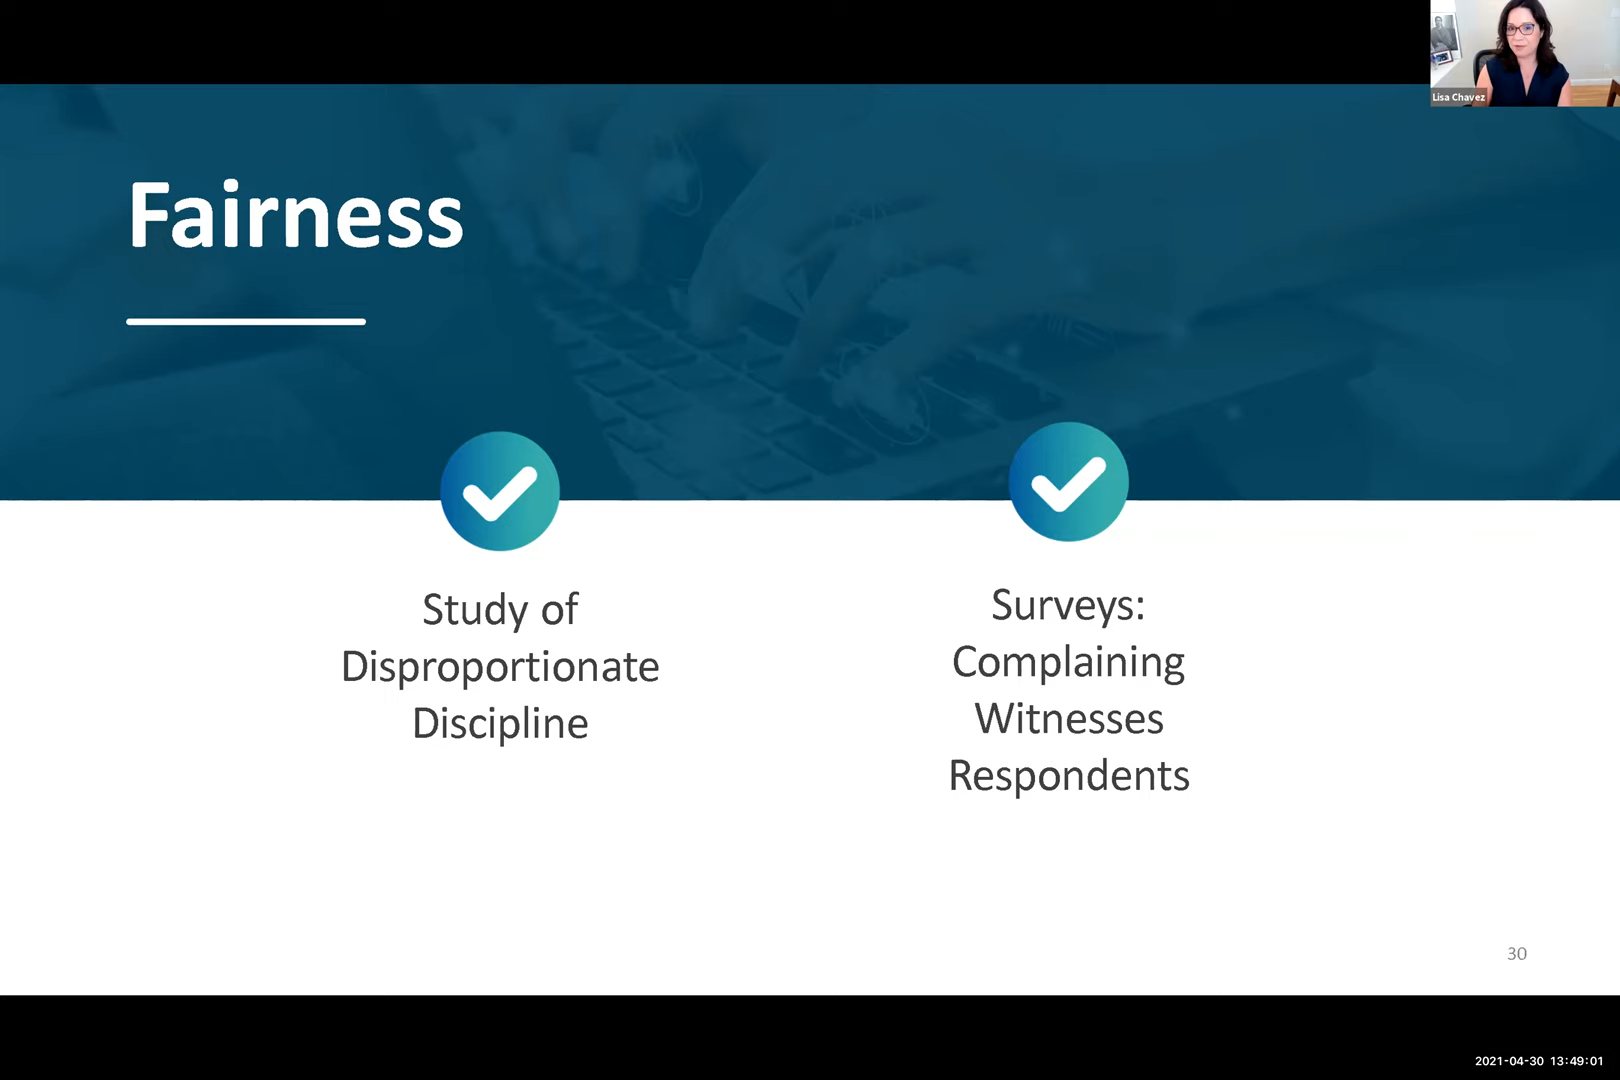 Lisa Chavez
Fairness
Study of
Disproportionate
Discipline
Surveys:
Complaining
Witnesses
Respondents
30
2021-04-30 13:49:01